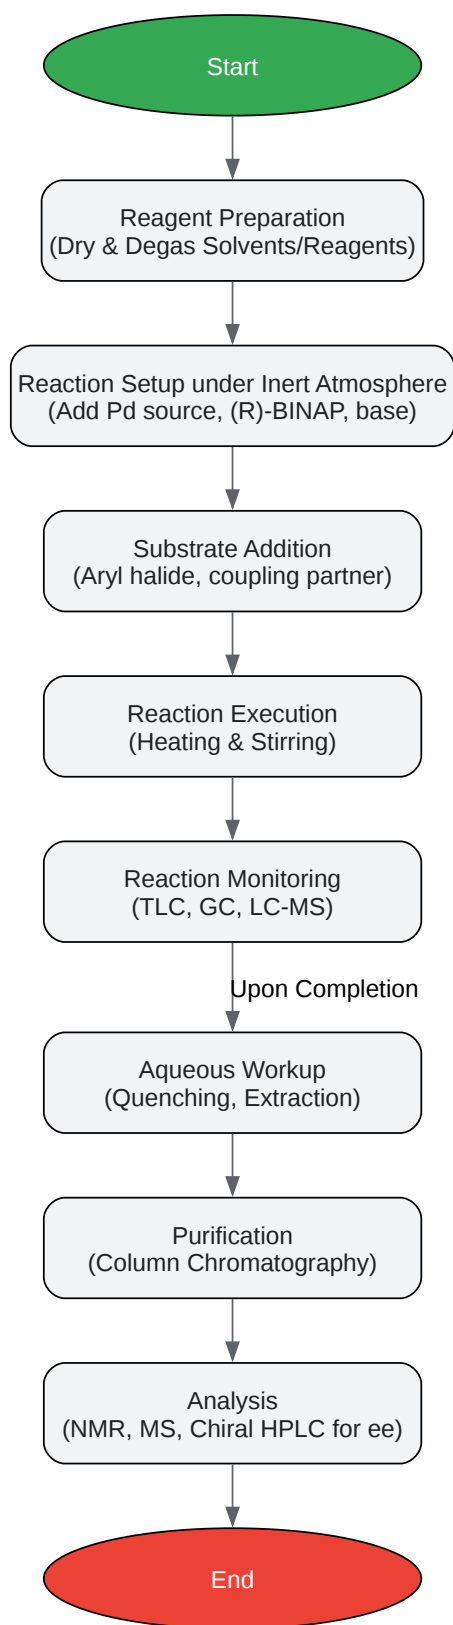 Start
Reagent Preparation
(Dry & Degas Solvents/Reagents)
Reaction Setup under Inert Atmosphere
(Add Pd source, (R)-BINAP, base)
Substrate Addition
(Aryl halide, coupling partner)
Reaction Execution
(Heating & Stirring)
Reaction Monitoring
(TLC, GC, LC-MS)
Upon Completion
Aqueous Workup
(Quenching, Extraction)
Purification
(Column Chromatography)
Analysis
(NMR, MS, Chiral HPLC for ee)
End